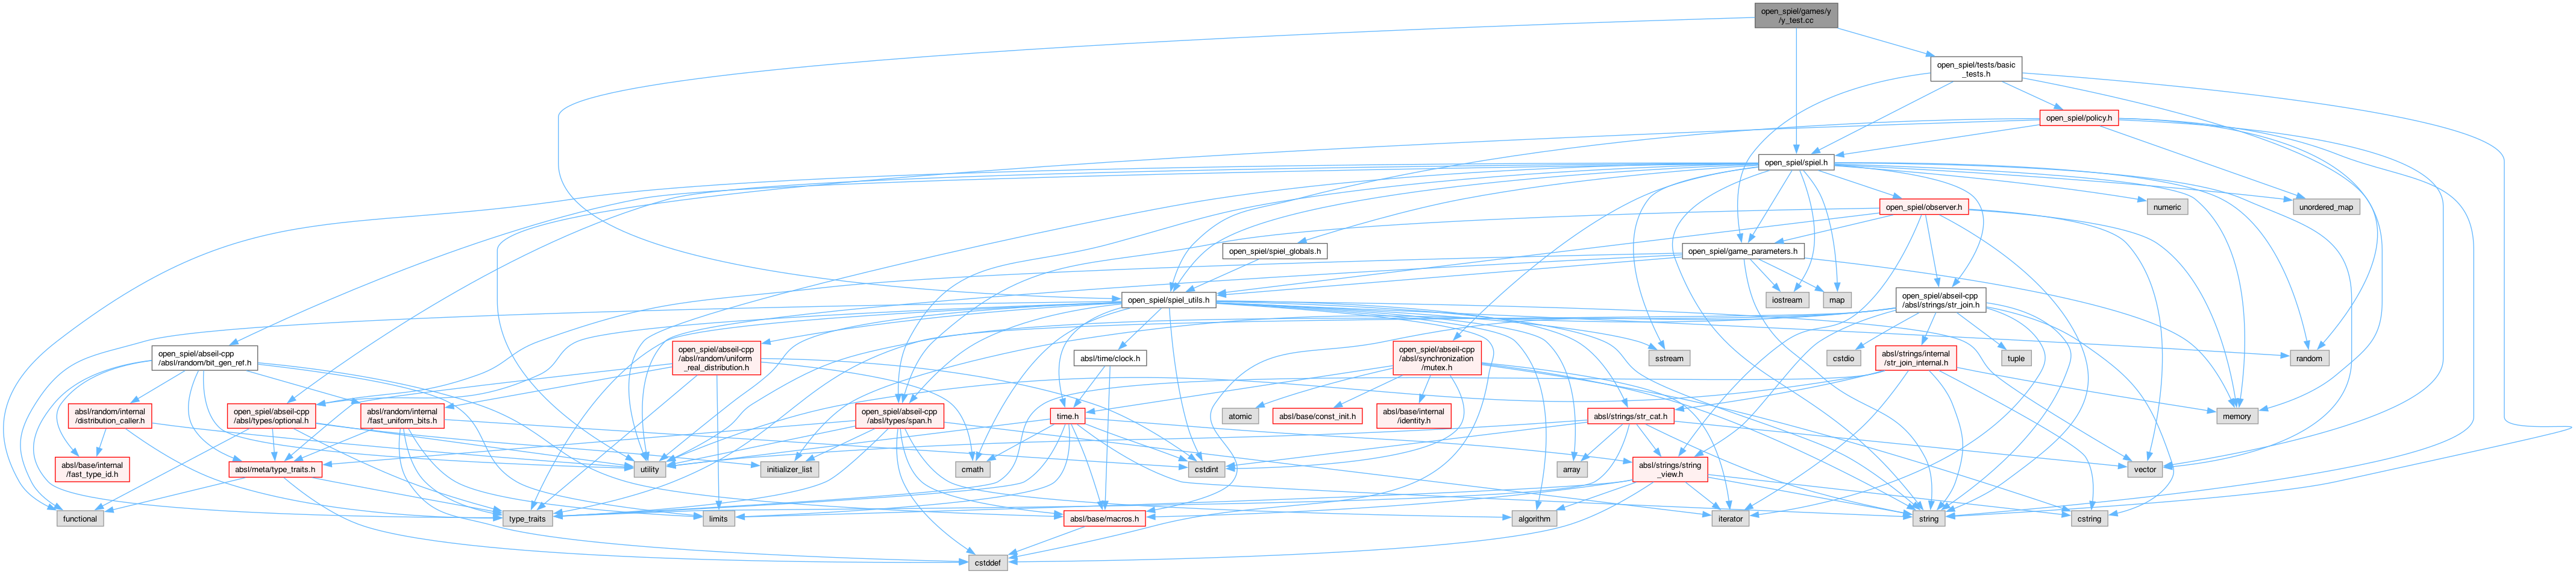 open_spiel/games/y
/y_test.cc
open_spiel/tests/basic
_tests.h
open_spiel/policy.h
open_spiel/spiel.h
open_spiel/observer.h
numeric
unordered_map
open_spiel/spiel_globals.h
open_spiel/game_parameters.h
open_spiel/spiel_utils.h
iostream
map
open_spiel/abseil-cpp
/absl/strings/str_join.h
open_spiel/abseil-cpp
/absl/random/bit_gen_ref.h
open_spiel/abseil-cpp
/absl/random/uniform
_real_distribution.h
absl/time/clock.h
open_spiel/abseil-cpp
/absl/synchronization
/mutex.h
sstream
cstdio
absl/strings/internal
/str_join_internal.h
tuple
random
absl/random/internal
/distribution_caller.h
open_spiel/abseil-cpp
/absl/types/optional.h
absl/random/internal
/fast_uniform_bits.h
open_spiel/abseil-cpp
/absl/types/span.h
time.h
atomic
absl/base/const_init.h
absl/base/internal
/identity.h
absl/strings/str_cat.h
memory
absl/base/internal
/fast_type_id.h
absl/meta/type_traits.h
utility
initializer_list
cmath
cstdint
array
absl/strings/string
_view.h
vector
functional
type_traits
limits
absl/base/macros.h
algorithm
iterator
string
cstring
cstddef